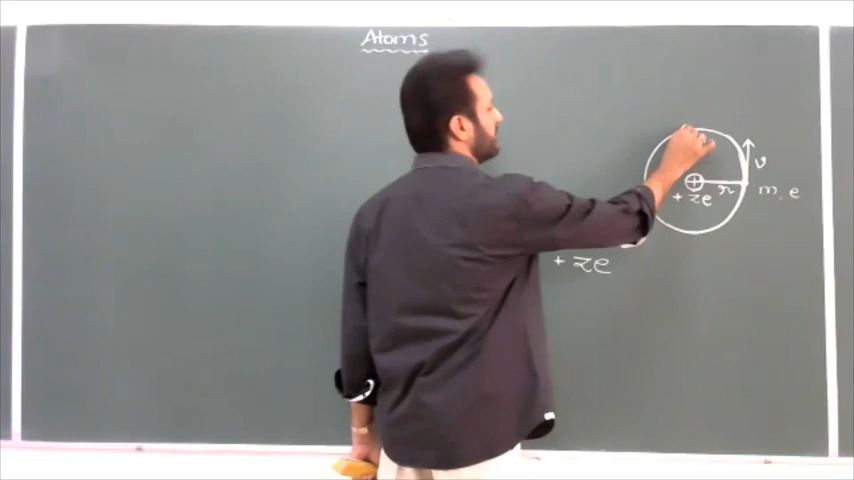 Atoms
v
+
r
m, e
+ ze
+ ze